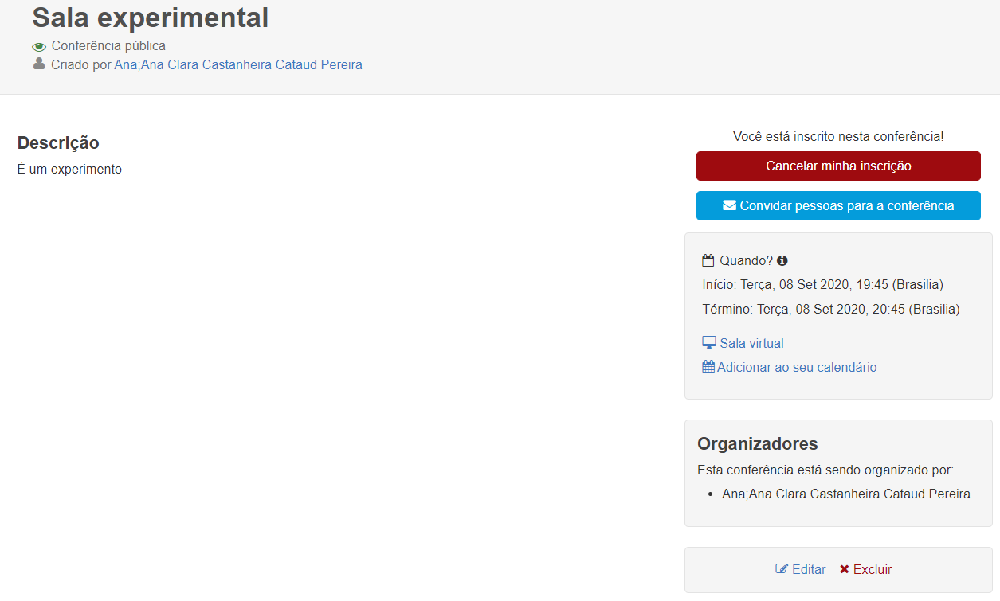 Sala experimental
Conferência pública
Criado por Ana;Ana Clara Castanheira Cataud Pereira
Descrição
É um experimento
Você está inscrito nesta conferência!
Cancelar minha inscrição
Convidar pessoas para a conferência
Quando?
Início: Terça, 08 Set 2020, 19:45 (Brasilia)
Término: Terça, 08 Set 2020, 20:45 (Brasilia)
Sala virtual
Adicionar ao seu calendário
Organizadores
Esta conferência está sendo organizado por:
• Ana;Ana Clara Castanheira Cataud Pereira
Editar Excluir